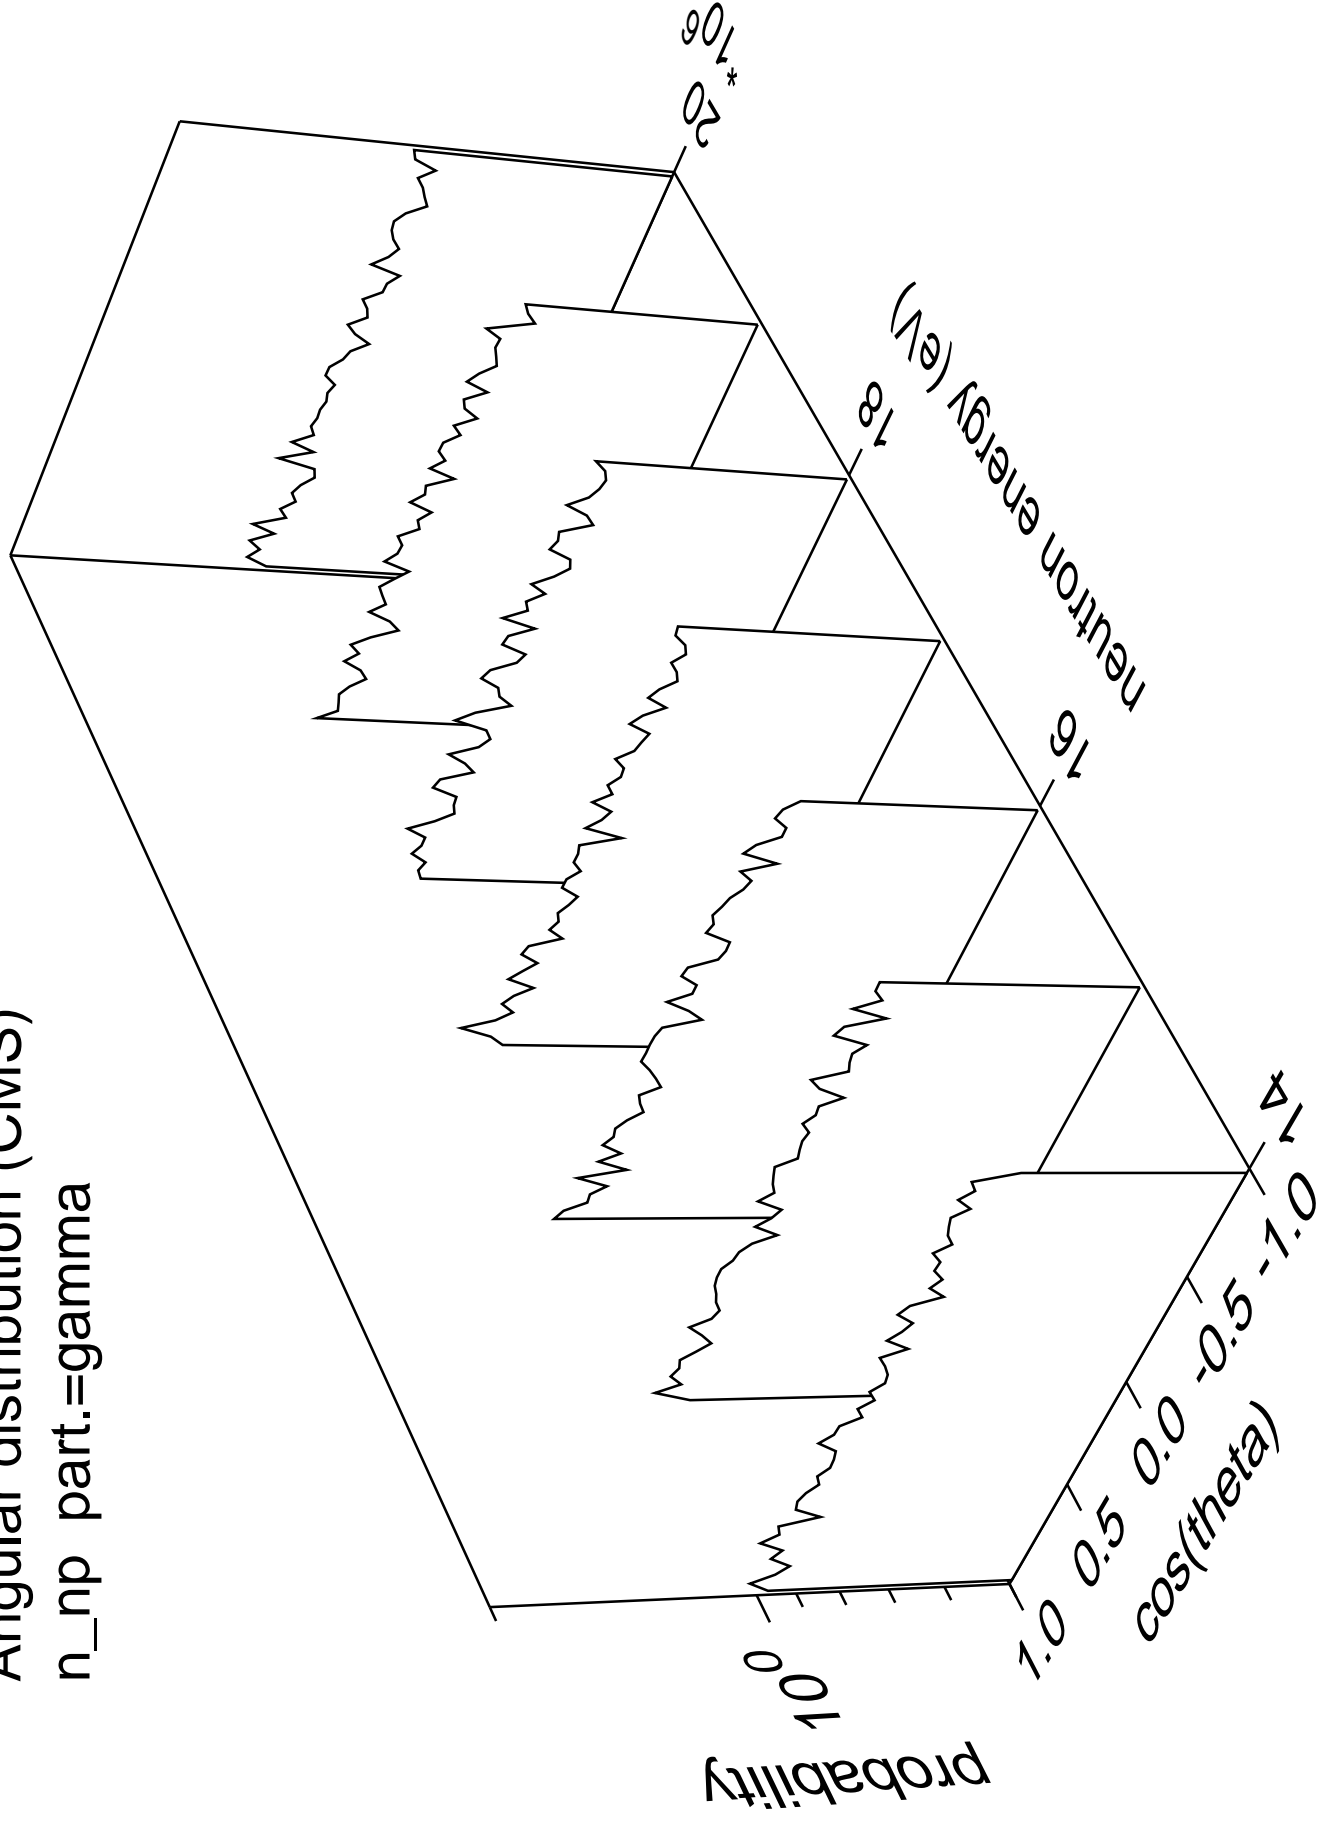 Angular distribution (CMS)
n_np part.=gamma
probability
10 0
1.0 0.5 0.0 -0.5 -1.0
cos(theta)
14 16 18 20
* 10 6
neutron energy (eV)